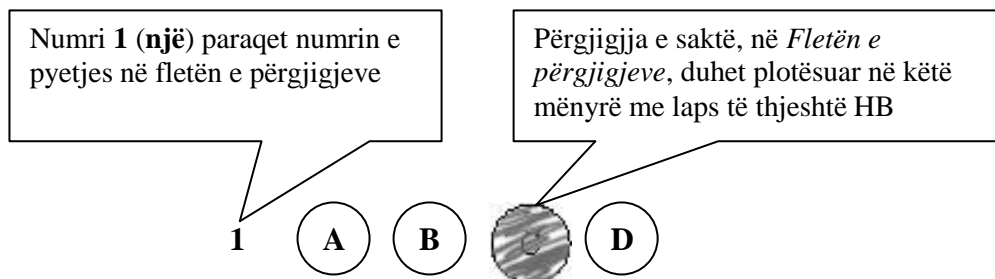 Numri 1 (një) paraqet numrin e
pyetjes në fletën e përgjigjeve
Përgjigjja e saktë, në Fletën e
përgjigjeve, duhet plotësuar në këtë
mënyrë me laps të thjeshtë HB
1 A B D